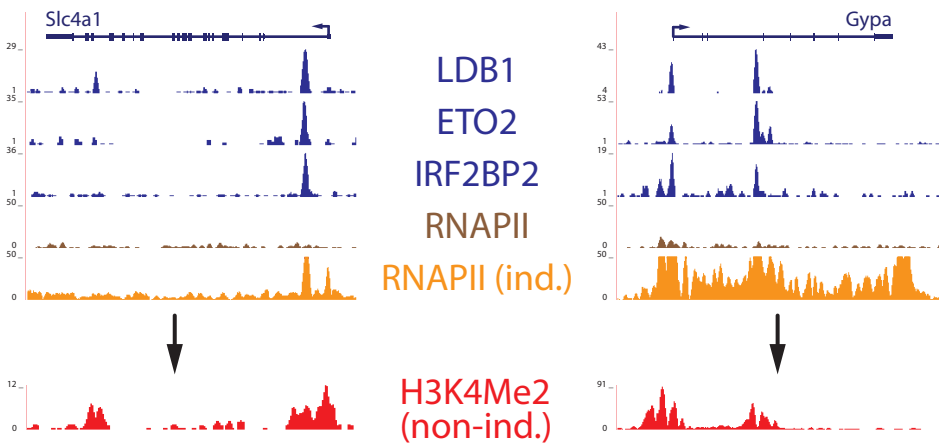 Slc4a1 Gypa
29 LDB1 43
1 4
35 ETO2 53
1 1
36 IRF2BP2 19
1 1
50 RNAPII 50
0 0
50 RNAPII (ind.) 50
0 0
12 H3K4Me2 91
0 (non-ind.) 0